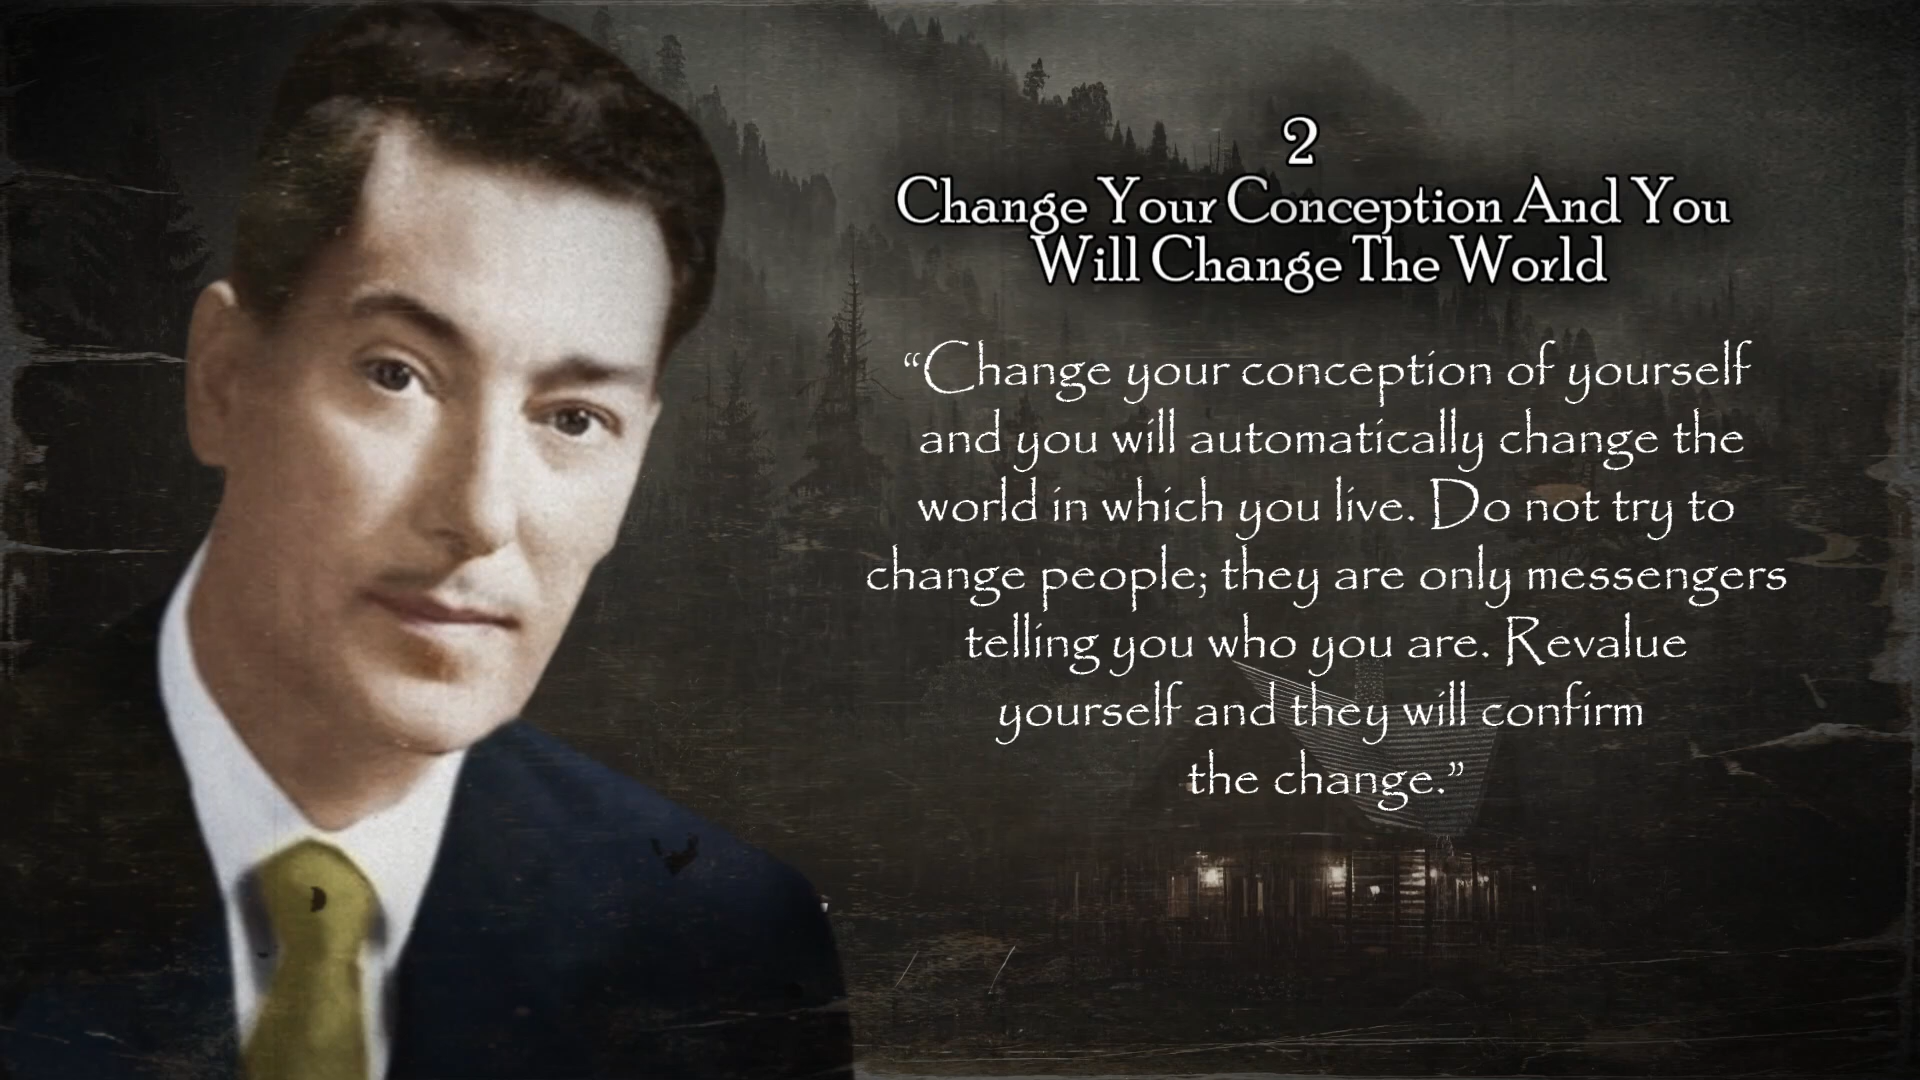 2
Change Your Conception And You
Will Change The World
“Change your conception of yourself
and you will automatically change the
world in which you live. Do not try to
change people; they are only messengers
telling you who you are. Revalue
yourself and they will confirm
the change.”